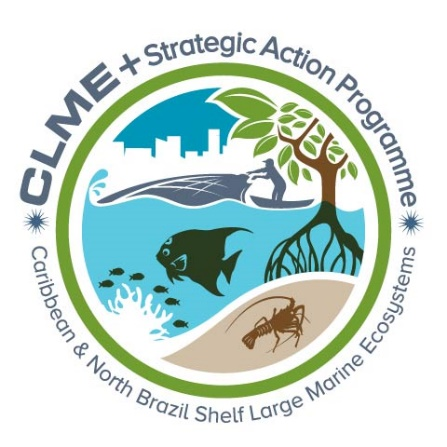 CLME + Strategic Action Programme
Caribbean & North Brazil Shelf Large Marine Ecosystems